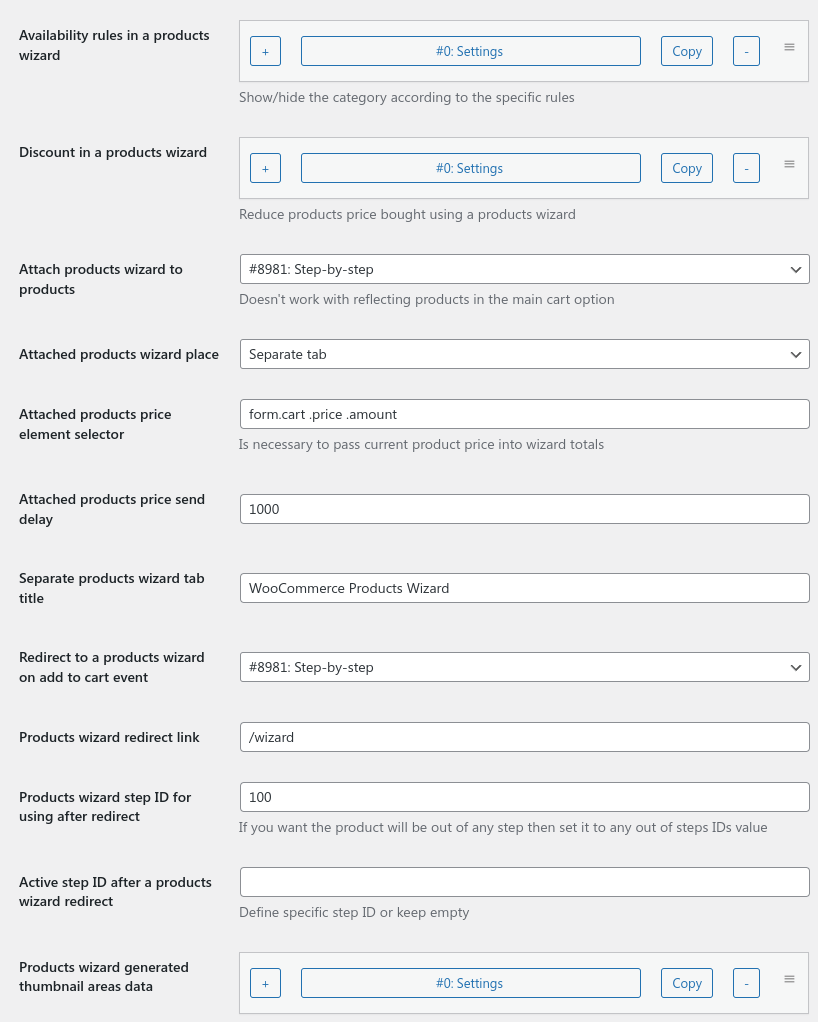 Availability rules in a products
wizard
+ #0: Settings Copy -
Show/hide the category according to the specific rules
Discount in a products wizard
+ #0: Settings Copy -
Reduce products price bought using a products wizard
Attach products wizard to
products
#8981: Step-by-step
Doesn't work with reflecting products in the main cart option
Attached products wizard place
Separate tab
Attached products price
element selector
form.cart .price .amount
Is necessary to pass current product price into wizard totals
Attached products price send
delay
1000
Separate products wizard tab
title
WooCommerce Products Wizard
Redirect to a products wizard
on add to cart event
#8981: Step-by-step
Products wizard redirect link
/wizard
Products wizard step ID for
using after redirect
100
If you want the product will be out of any step then set it to any out of steps IDs value
Active step ID after a products
wizard redirect
Define specific step ID or keep empty
Products wizard generated
thumbnail areas data
+ #0: Settings Copy -